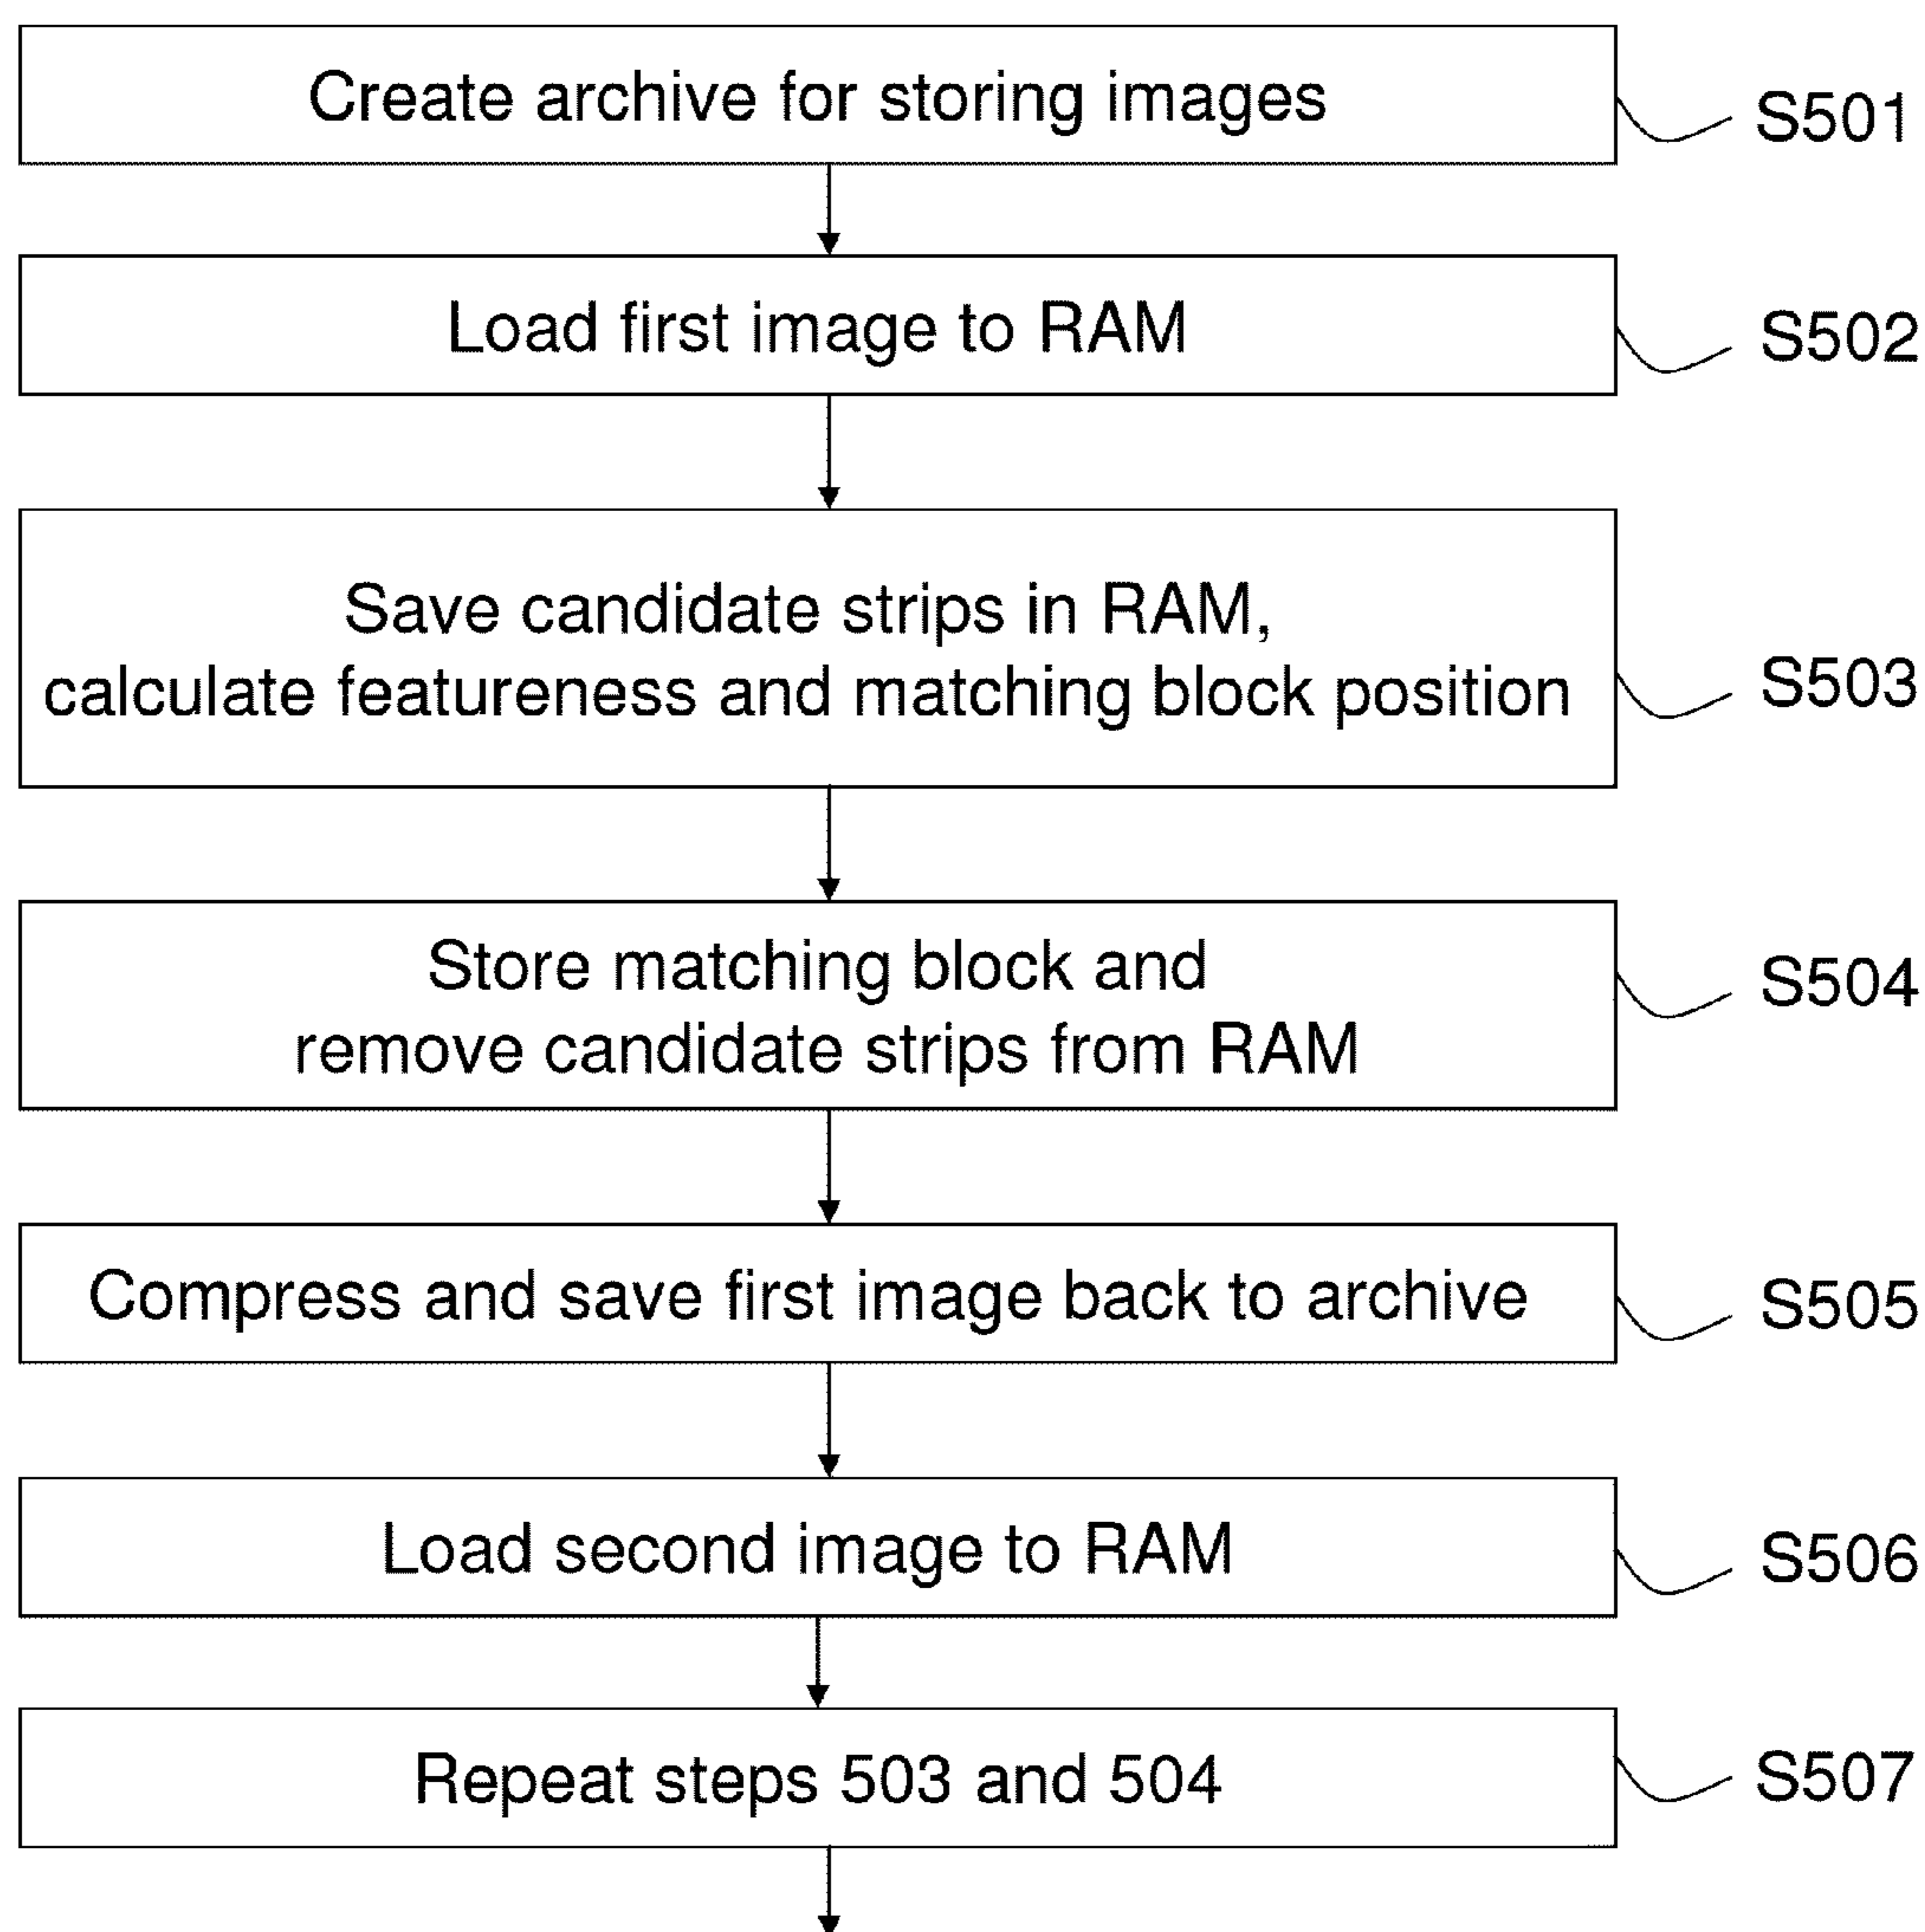 Create archive for storing images
S501
Load first image to RAM
S502
Save candidate strips in RAM,
calculate featureness and matching block position
S503
Store matching block and
remove candidate strips from RAM
S504
Compress and save first image back to archive
S505
Load second image to RAM
S506
Repeat steps 503 and 504
S507